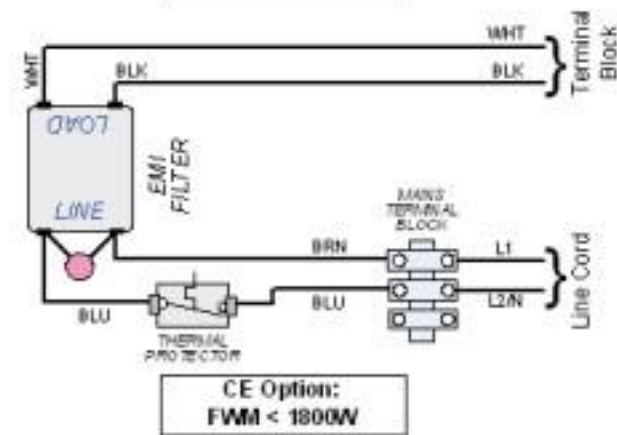 WHT
WHT
BLK
BLK
Terminal
Block
LOAD
LINE
EMI
FILTER
MAINS
TERMINAL
BLOCK
BRN
L1
BLU
BLU
L2/N
Line Cord
THERMAL
PROTECTOR
CE Option:
FWM < 1800W